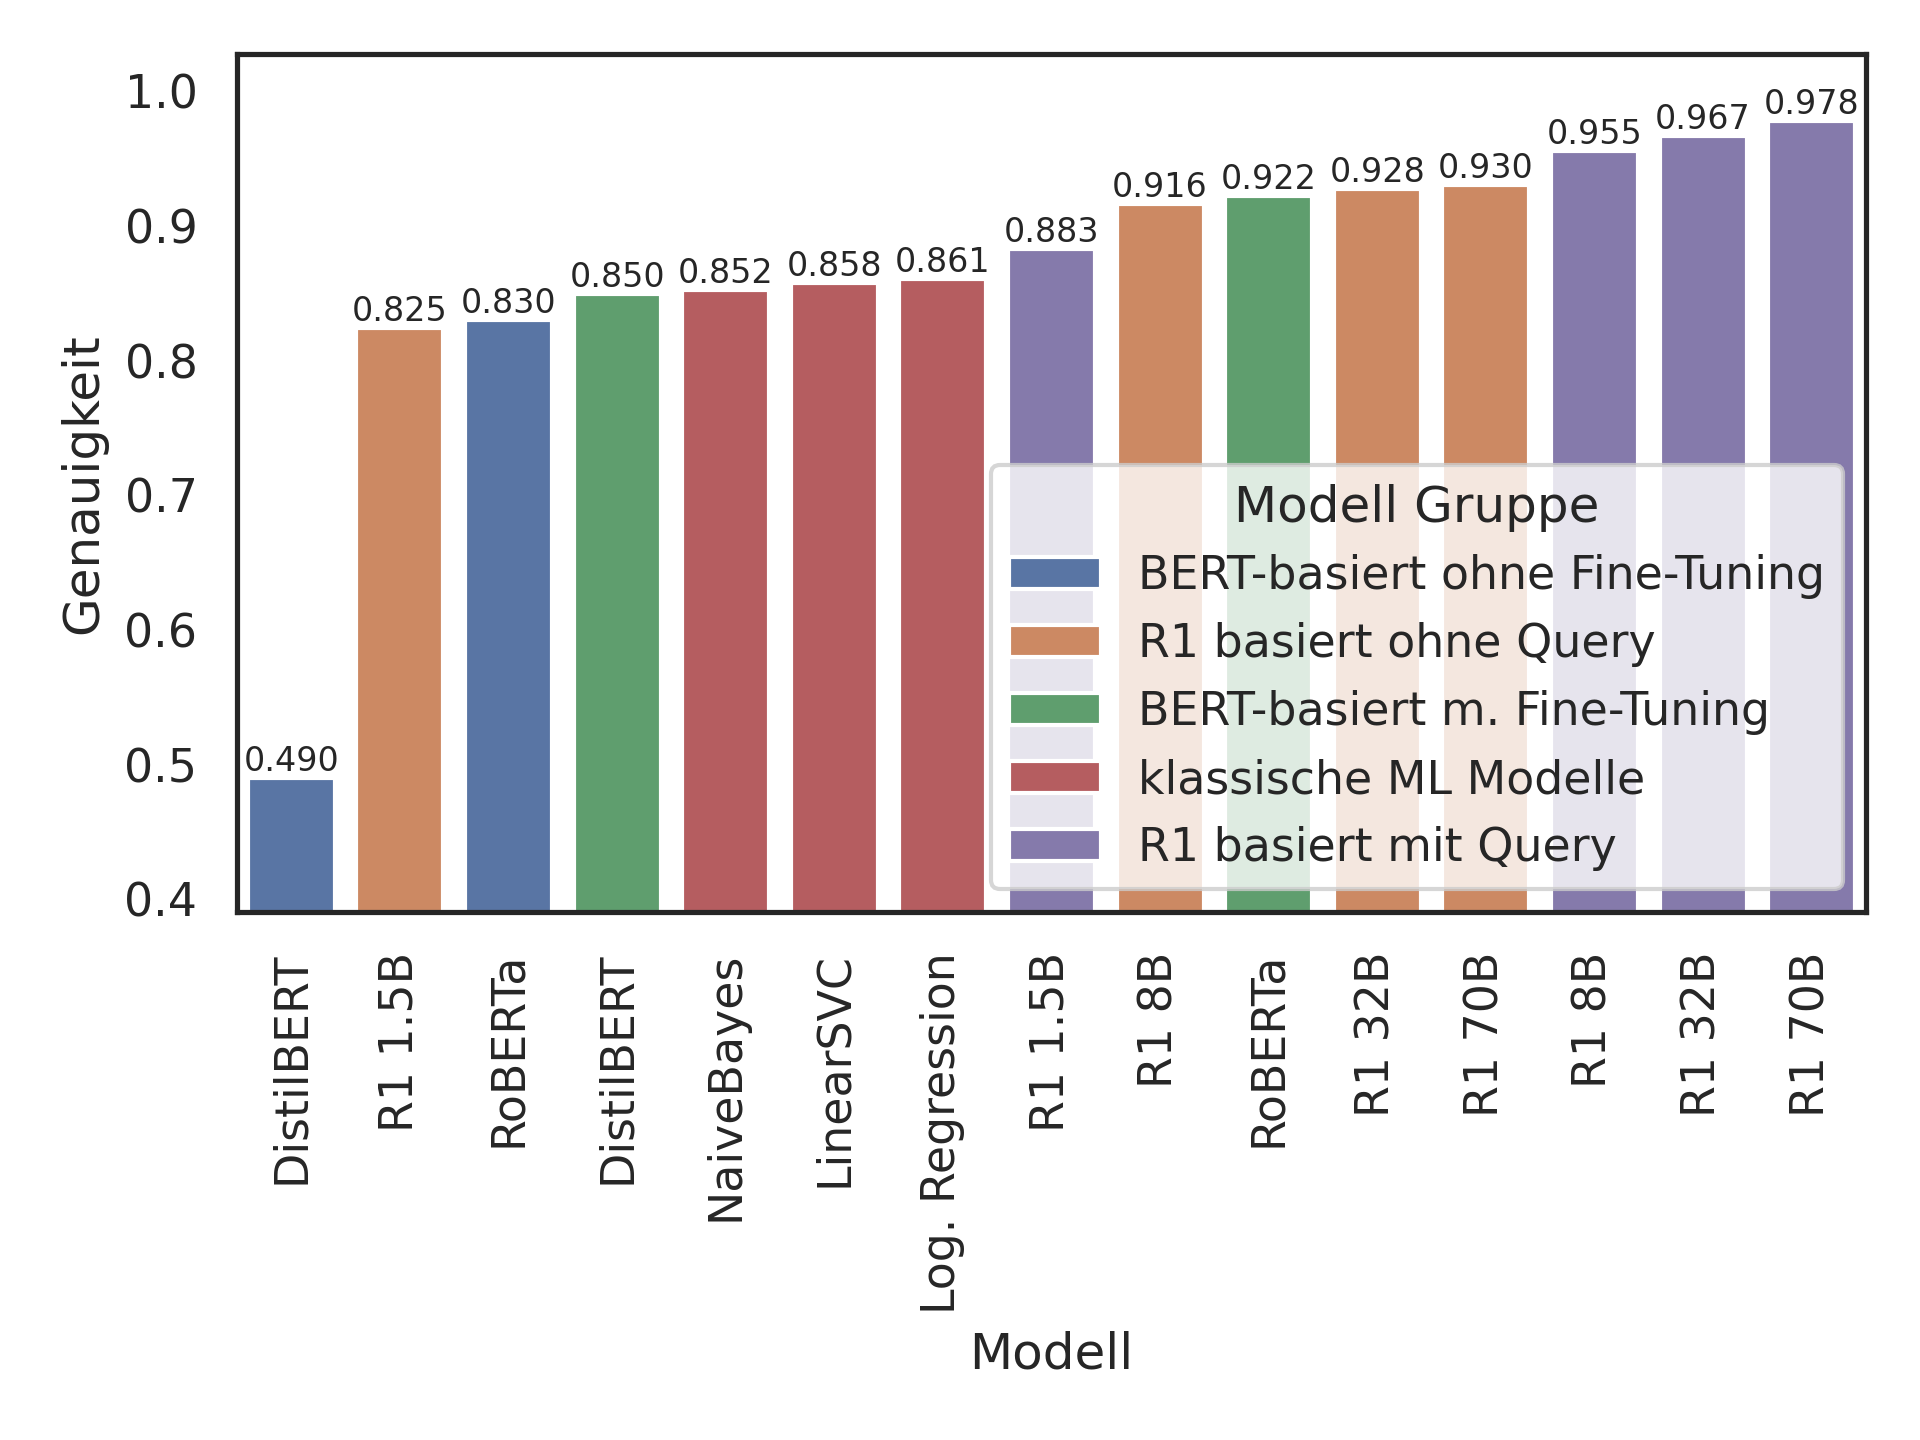 1.0
0.9
0.8
0.7
0.6
0.5
0.4
Genauigkeit
0.490
0.825
0.830
0.850
0.852
0.858
0.861
0.883
0.916
0.922
0.928
0.930
0.955
0.967
0.978
Modell Gruppe
BERT-basiert ohne Fine-Tuning
R1 basiert ohne Query
BERT-basiert m. Fine-Tuning
klassische ML Modelle
R1 basiert mit Query
DistilBERT
R1 1.5B
RoBERTa
DistilBERT
NaiveBayes
LinearSVC
Log. Regression
R1 1.5B
R1 8B
RoBERTa
R1 32B
R1 70B
R1 8B
R1 32B
R1 70B
Modell